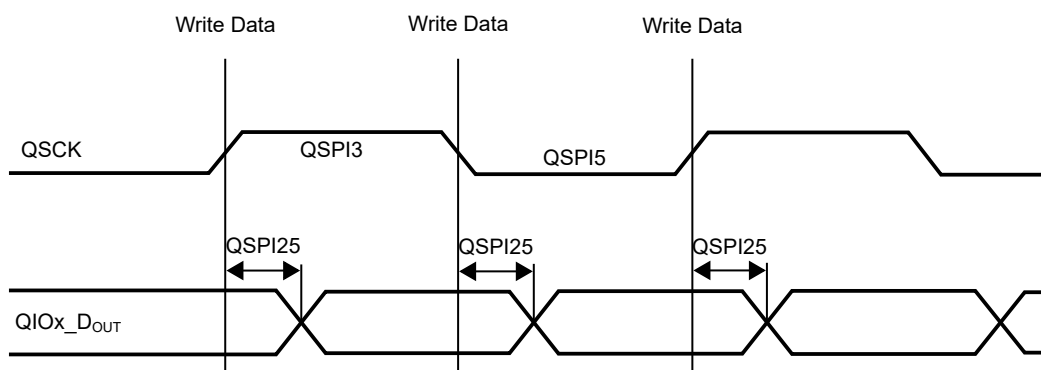 Write Data
Write Data
Write Data
QSCK
QSPI3
QSPI5
QSPI25
QSPI25
QSPI25
QIOx_DOUT